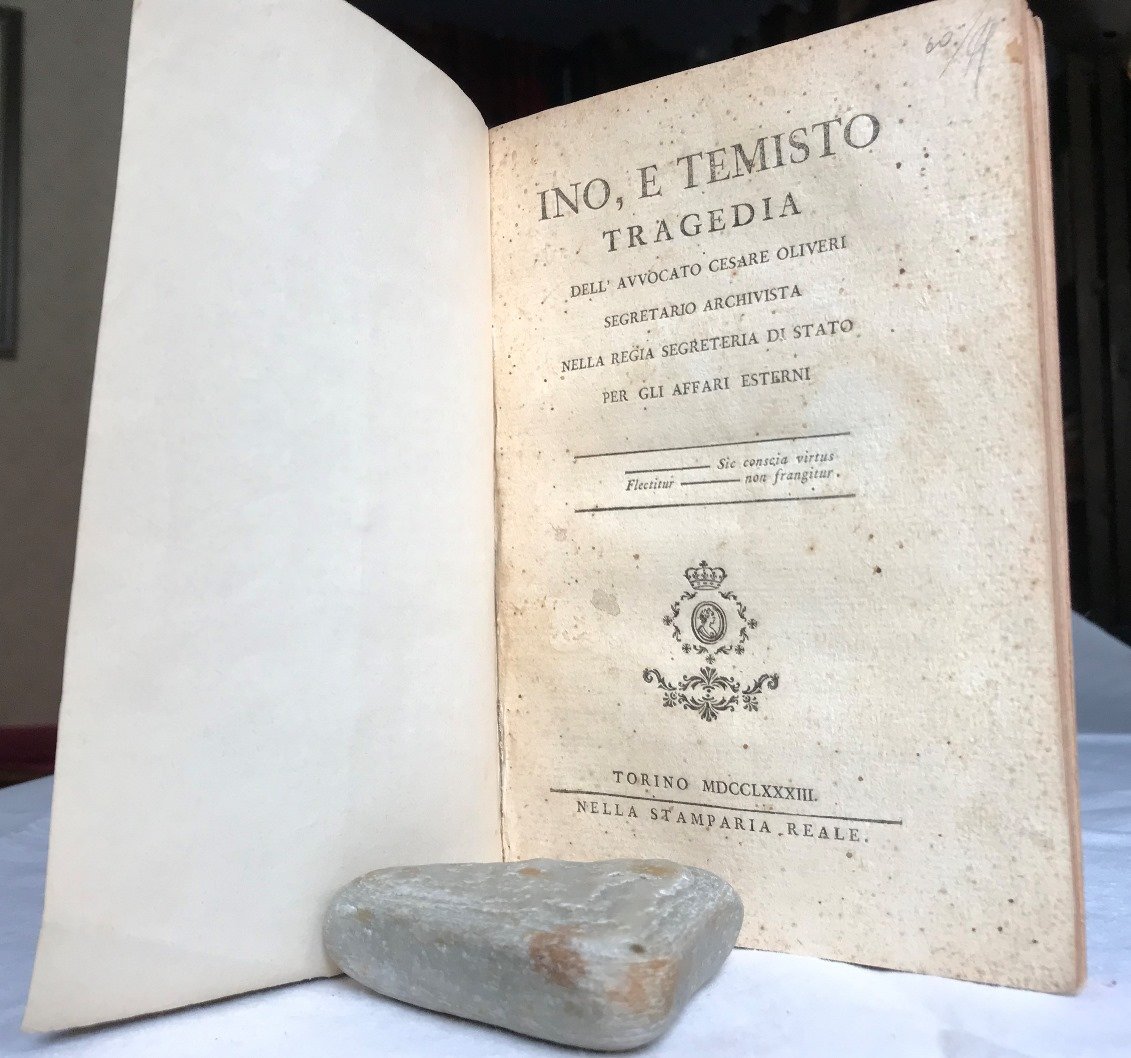 INO, E TEMISTO
TRAGEDIA
DELL' AVVOCATO CESARE OLIVERI
SEGRETARIO ARCHIVISTA
NELLA REGIA SEGRETERIA DI STATO
PER GLI AFFARI ESTERNI
——— Sic conscia virtus
Flectitur ——— non frangitur.
TORINO MDCCLXXXIII.
NELLA STAMPARIA REALE.